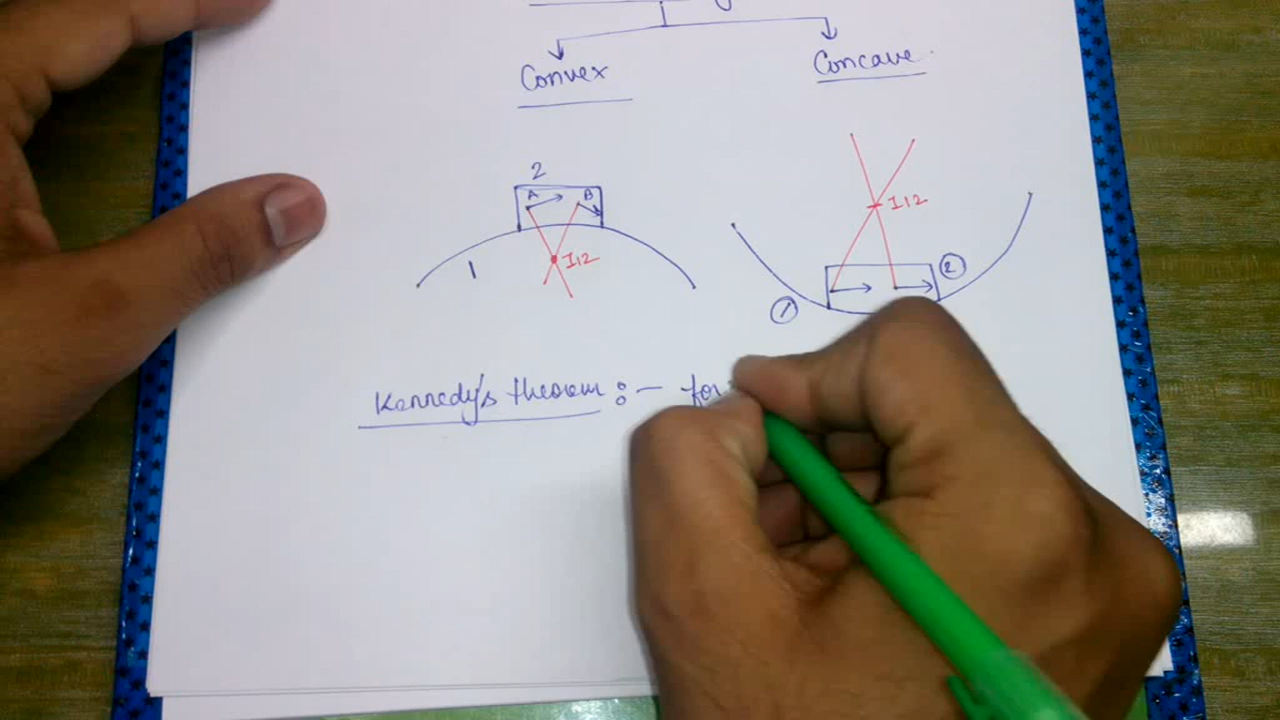 Convex
Concave
2
A B
I12
1
I12
2
1
Kennedy's theorem :- for